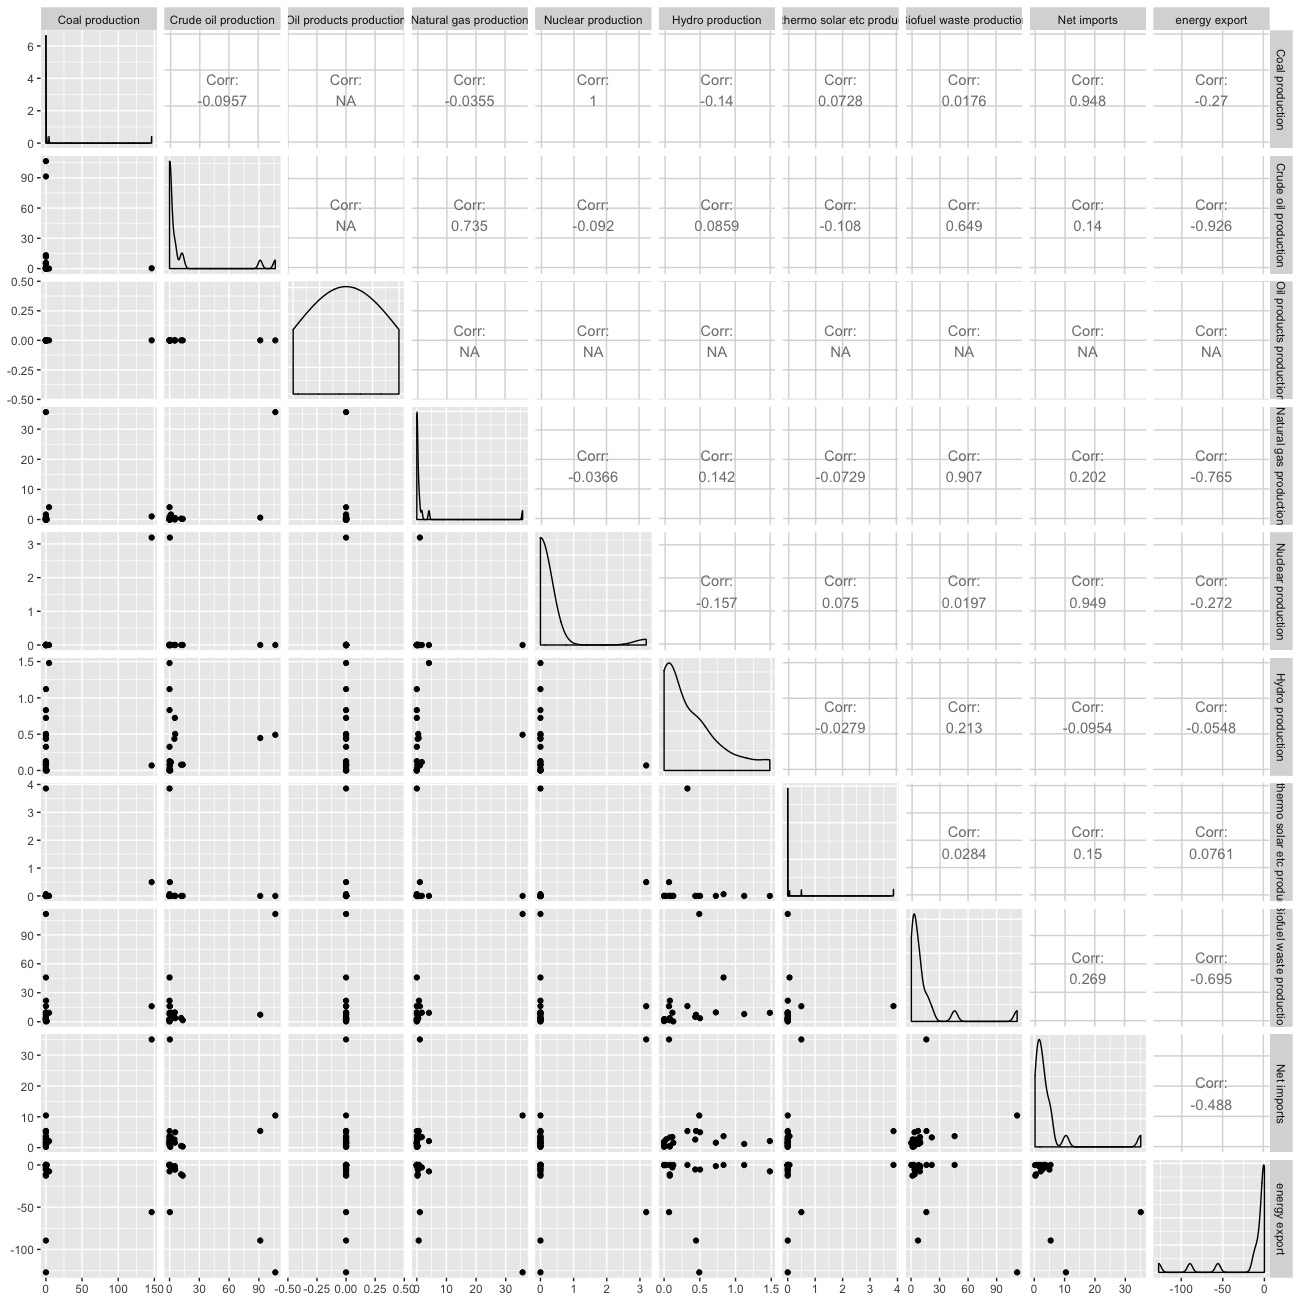 Coal production Crude oil production Oil products production Natural gas production Nuclear production Hydro production thermo solar etc produ iofuel waste production Net imports energy export
6
4
2
0
Corr: Corr: Corr: Corr: Corr: Corr: Corr: Corr: Corr:
-0.0957 NA -0.0355 1 -0.14 0.0728 0.0176 0.948 -0.27
Coal production
90
60
30
0
Corr: Corr: Corr: Corr: Corr: Corr: Corr: Corr:
NA 0.735 -0.092 0.0859 -0.108 0.649 0.14 -0.926
Crude oil production
0.50
0.25
0.00
-0.25
-0.50
Corr: Corr: Corr: Corr: Corr: Corr: Corr:
NA NA NA NA NA NA NA
Oil products production
30
20
10
0
Corr: Corr: Corr: Corr: Corr: Corr:
-0.0366 0.142 -0.0729 0.907 0.202 -0.765
Natural gas production
3
2
1
0
Corr: Corr: Corr: Corr: Corr:
-0.157 0.075 0.0197 0.949 -0.272
Nuclear production
1.5
1.0
0.5
0.0
Corr: Corr: Corr: Corr:
-0.0279 0.213 -0.0954 -0.0548
Hydro production
4
3
2
1
0
Corr: Corr: Corr:
0.0284 0.15 0.0761
thermo solar etc produ
90
60
30
0
Corr: Corr:
0.269 -0.695
Biofuel waste productio
30
20
10
0
Corr:
-0.488
Net imports
0
-50
-100
energy export
0 50 100 150 0 30 60 90 -0.50 -0.25 0.00 0.25 0.50 0 10 20 30 0 1 2 3 0.0 0.5 1.0 1.5 0 1 2 3 4 0 30 60 90 0 10 20 30 -100 -50 0